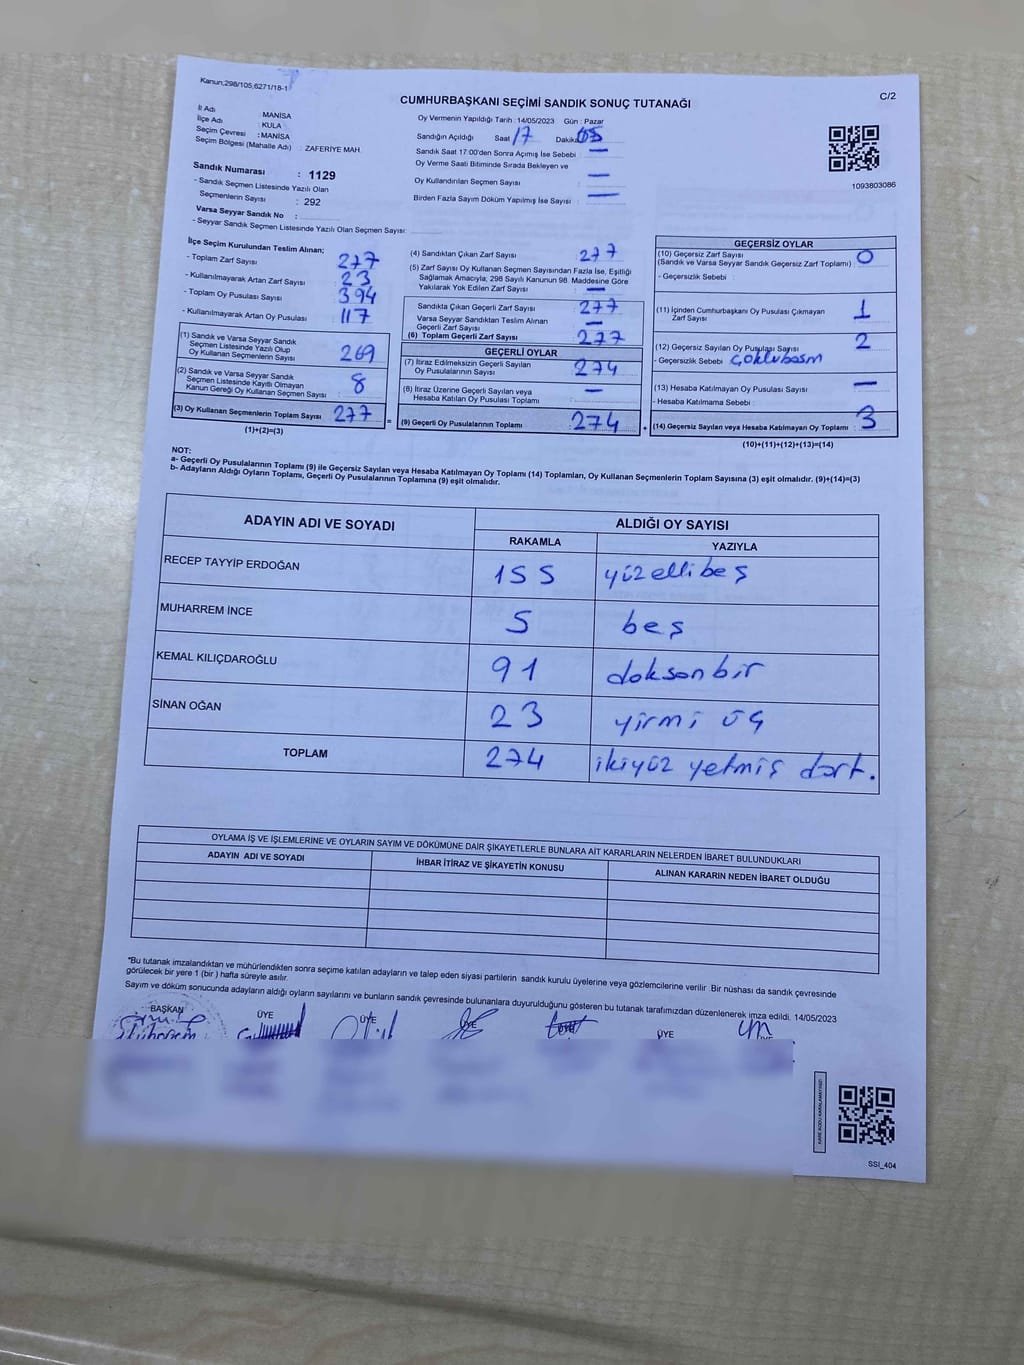 Kanun;298/105,6271/18-1
C/2
CUMHURBAŞKANI SEÇİMİ SANDIK SONUÇ TUTANAĞI
İl Adı : MANİSA
İlçe Adı : KULA
Seçim Çevresi : MANİSA
Seçim Bölgesi (Mahalle Adı) : ZAFERİYE MAH.
Sandık Numarası : 1129
- Sandık Seçmen Listesinde Yazılı Olan
Seçmenlerin Sayısı : 292
Varsa Seyyar Sandık No :
- Seyyar Sandık Seçmen Listesinde Yazılı Olan Seçmen Sayısı:
Oy Vermenin Yapıldığı Tarih : 14/05/2023 Gün : Pazar
Sandığın Açıldığı Saat 17 Dakika 05
Sandık Saat 17:00'den Sonra Açımış İse Sebebi : —
Oy Verme Saati Bitiminde Sırada Bekleyen ve
Oy Kullandırılan Seçmen Sayısı : —
Birden Fazla Sayım Döküm Yapılmış İse Sayısı : —
1093803086
İlçe Seçim Kurulundan Teslim Alınan;
- Toplam Zarf Sayısı : 277
- Kullanılmayarak Artan Zarf Sayısı : 23
- Toplam Oy Pusulası Sayısı : 394
- Kullanılmayarak Artan Oy Pusulası : 117
(1) Sandık ve Varsa Seyyar Sandık
Seçmen Listesinde Yazılı Olup
Oy Kullanan Seçmenlerin Sayısı : 269
(2) Sandık ve Varsa Seyyar Sandık
Seçmen Listesinde Kayıtlı Olmayan
Kanun Gereği Oy Kullanan Seçmen Sayısı : 8
(3) Oy Kullanan Seçmenlerin Toplam Sayısı : 277 =
(1)+(2)=(3)
(4) Sandıktan Çıkan Zarf Sayısı : 277
(5) Zarf Sayısı Oy Kullanan Seçmen Sayısından Fazla İse, Eşitliği
Sağlamak Amacıyla; 298 Sayılı Kanunun 98. Maddesine Göre
Yakılarak Yok Edilen Zarf Sayısı : —
Sandıkta Çıkan Geçerli Zarf Sayısı : 277
Varsa Seyyar Sandıktan Teslim Alınan
Geçerli Zarf Sayısı : —
(6) Toplam Geçerli Zarf Sayısı : 277
GEÇERLİ OYLAR
(7) İtiraz Edilmeksizin Geçerli Sayılan
Oy Pusulalarının Sayısı : 274
(8) İtiraz Üzerine Geçerli Sayılan veya
Hesaba Katılan Oy Pusulası Toplamı : —
(9) Geçerli Oy Pusulalarının Toplamı : 274 +
GEÇERSİZ OYLAR
(10) Geçersiz Zarf Sayısı
(Sandık ve Varsa Seyyar Sandık Geçersiz Zarf Toplamı) : 0
- Geçersizlik Sebebi :
(11) İçinden Cumhurbaşkanı Oy Pusulası Çıkmayan
Zarf Sayısı : 1
(12) Geçersiz Sayılan Oy Pusulası Sayısı : 2
- Geçersizlik Sebebi : çoklubasm
(13) Hesaba Katılmayan Oy Pusulası Sayısı : —
- Hesaba Katılmama Sebebi :
(14) Geçersiz Sayılan veya Hesaba Katılmayan Oy Toplamı : 3
(10)+(11)+(12)+(13)=(14)
NOT:
a- Geçerli Oy Pusulalarının Toplamı (9) ile Geçersiz Sayılan veya Hesaba Katılmayan Oy Toplamı (14) Toplamları, Oy Kullanan Seçmenlerin Toplam Sayısına (3) eşit olmalıdır. (9)+(14)=(3)
b- Adayların Aldığı Oyların Toplamı, Geçerli Oy Pusulalarının Toplamına (9) eşit olmalıdır.
ADAYIN ADI VE SOYADI ALDIĞI OY SAYISI
RAKAMLA YAZIYLA
RECEP TAYYİP ERDOĞAN 155 yüzellibeş
MUHARREM İNCE 5 beş
KEMAL KILIÇDAROĞLU 91 doksanbir
SİNAN OĞAN 23 yirmi üç
TOPLAM 274 ikiyüz yetmiş dört.
OYLAMA İŞ VE İŞLEMLERİNE VE OYLARIN SAYIM VE DÖKÜMÜNE DAİR ŞİKAYETLERLE BUNLARA AİT KARARLARIN NELERDEN İBARET BULUNDUKLARI
ADAYIN ADI VE SOYADI İHBAR İTİRAZ VE ŞİKAYETİN KONUSU ALINAN KARARIN NEDEN İBARET OLDUĞU
*Bu tutanak imzalandıktan ve mühürlendikten sonra seçime katılan adayların ve talep eden siyasi partilerin sandık kurulu üyelerine veya gözlemcilerine verilir. Bir nüshası da sandık çevresinde
görülecek bir yere 1 (bir ) hafta süreyle asılır.
Sayım ve döküm sonucunda adayların aldığı oyların sayılarını ve bunların sandık çevresinde bulunanlara duyurulduğunu gösteren bu tutanak tarafımızdan düzenlenerek imza edildi. 14/05/2023
BAŞKAN ÜYE ÜYE ÜYE ÜYE ÜYE ÜYE
SSI_404